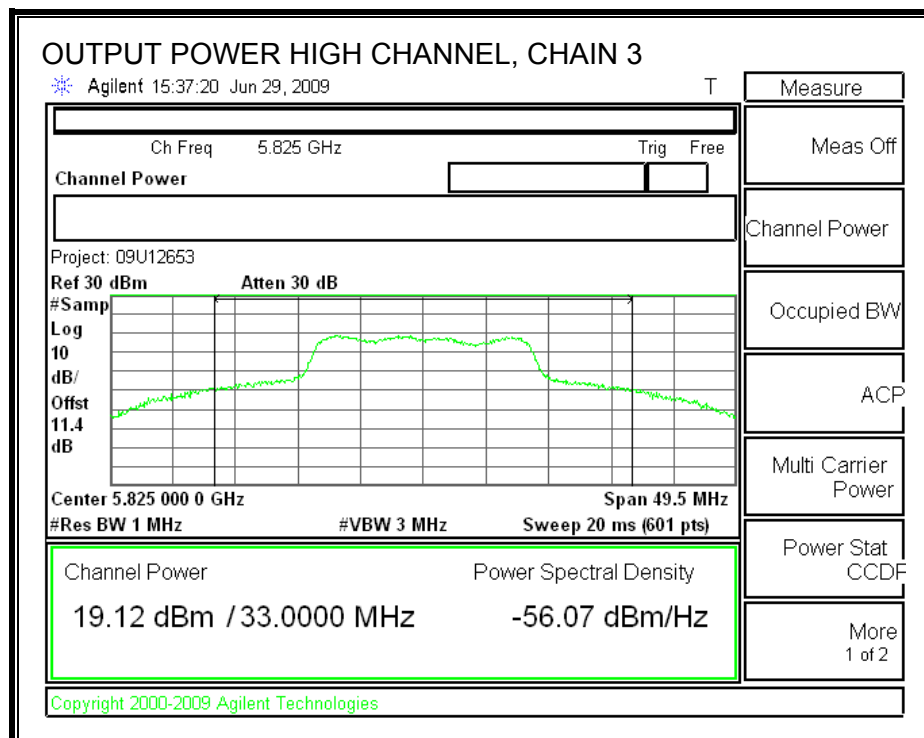 OUTPUT POWER HIGH CHANNEL, CHAIN 3
Agilent 15:37:20 Jun 29, 2009 T
Measure
Ch Freq 5.825 GHz Trig Free
Meas Off
Channel Power
Channel Power
Project: 09U12653
Ref 30 dBm Atten 30 dB
#Samp
Log
10
dB/
Offst
11.4
dB
Occupied BW
ACP
Multi Carrier
Power
Center 5.825 000 0 GHz Span 49.5 MHz
#Res BW 1 MHz #VBW 3 MHz Sweep 20 ms (601 pts)
Power Stat
CCDF
Channel Power Power Spectral Density
19.12 dBm / 33.0000 MHz -56.07 dBm/Hz
More
1 of 2
Copyright 2000-2009 Agilent Technologies